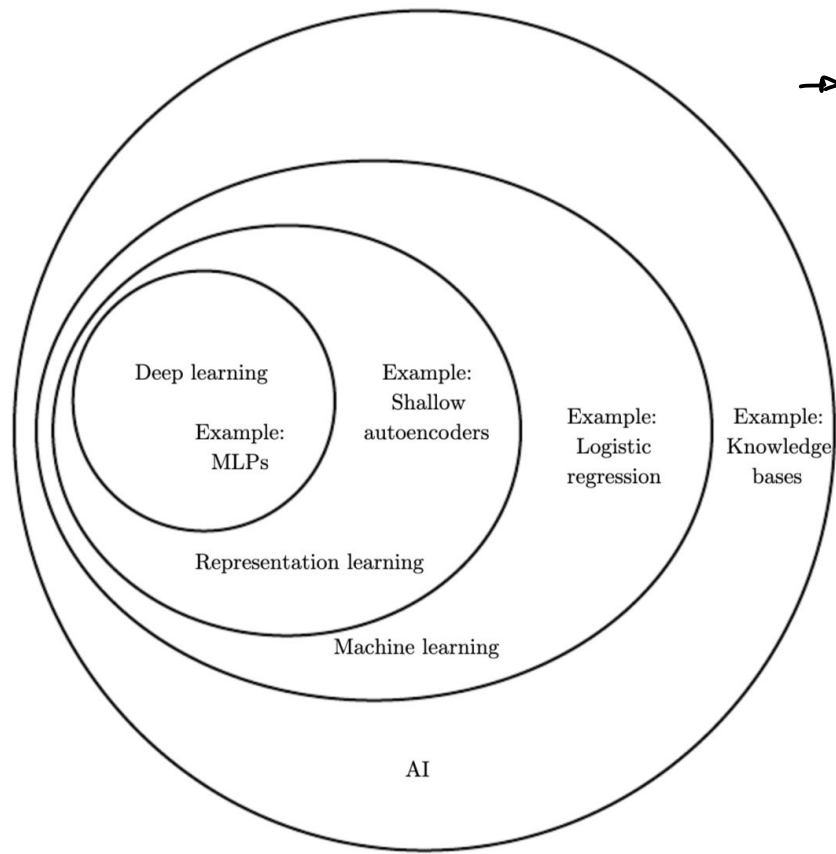 Deep learning
Example:
MLPs
Example:
Shallow
autoencoders
Example:
Logistic
regression
Example:
Knowledge
bases
Representation learning
Machine learning
AI